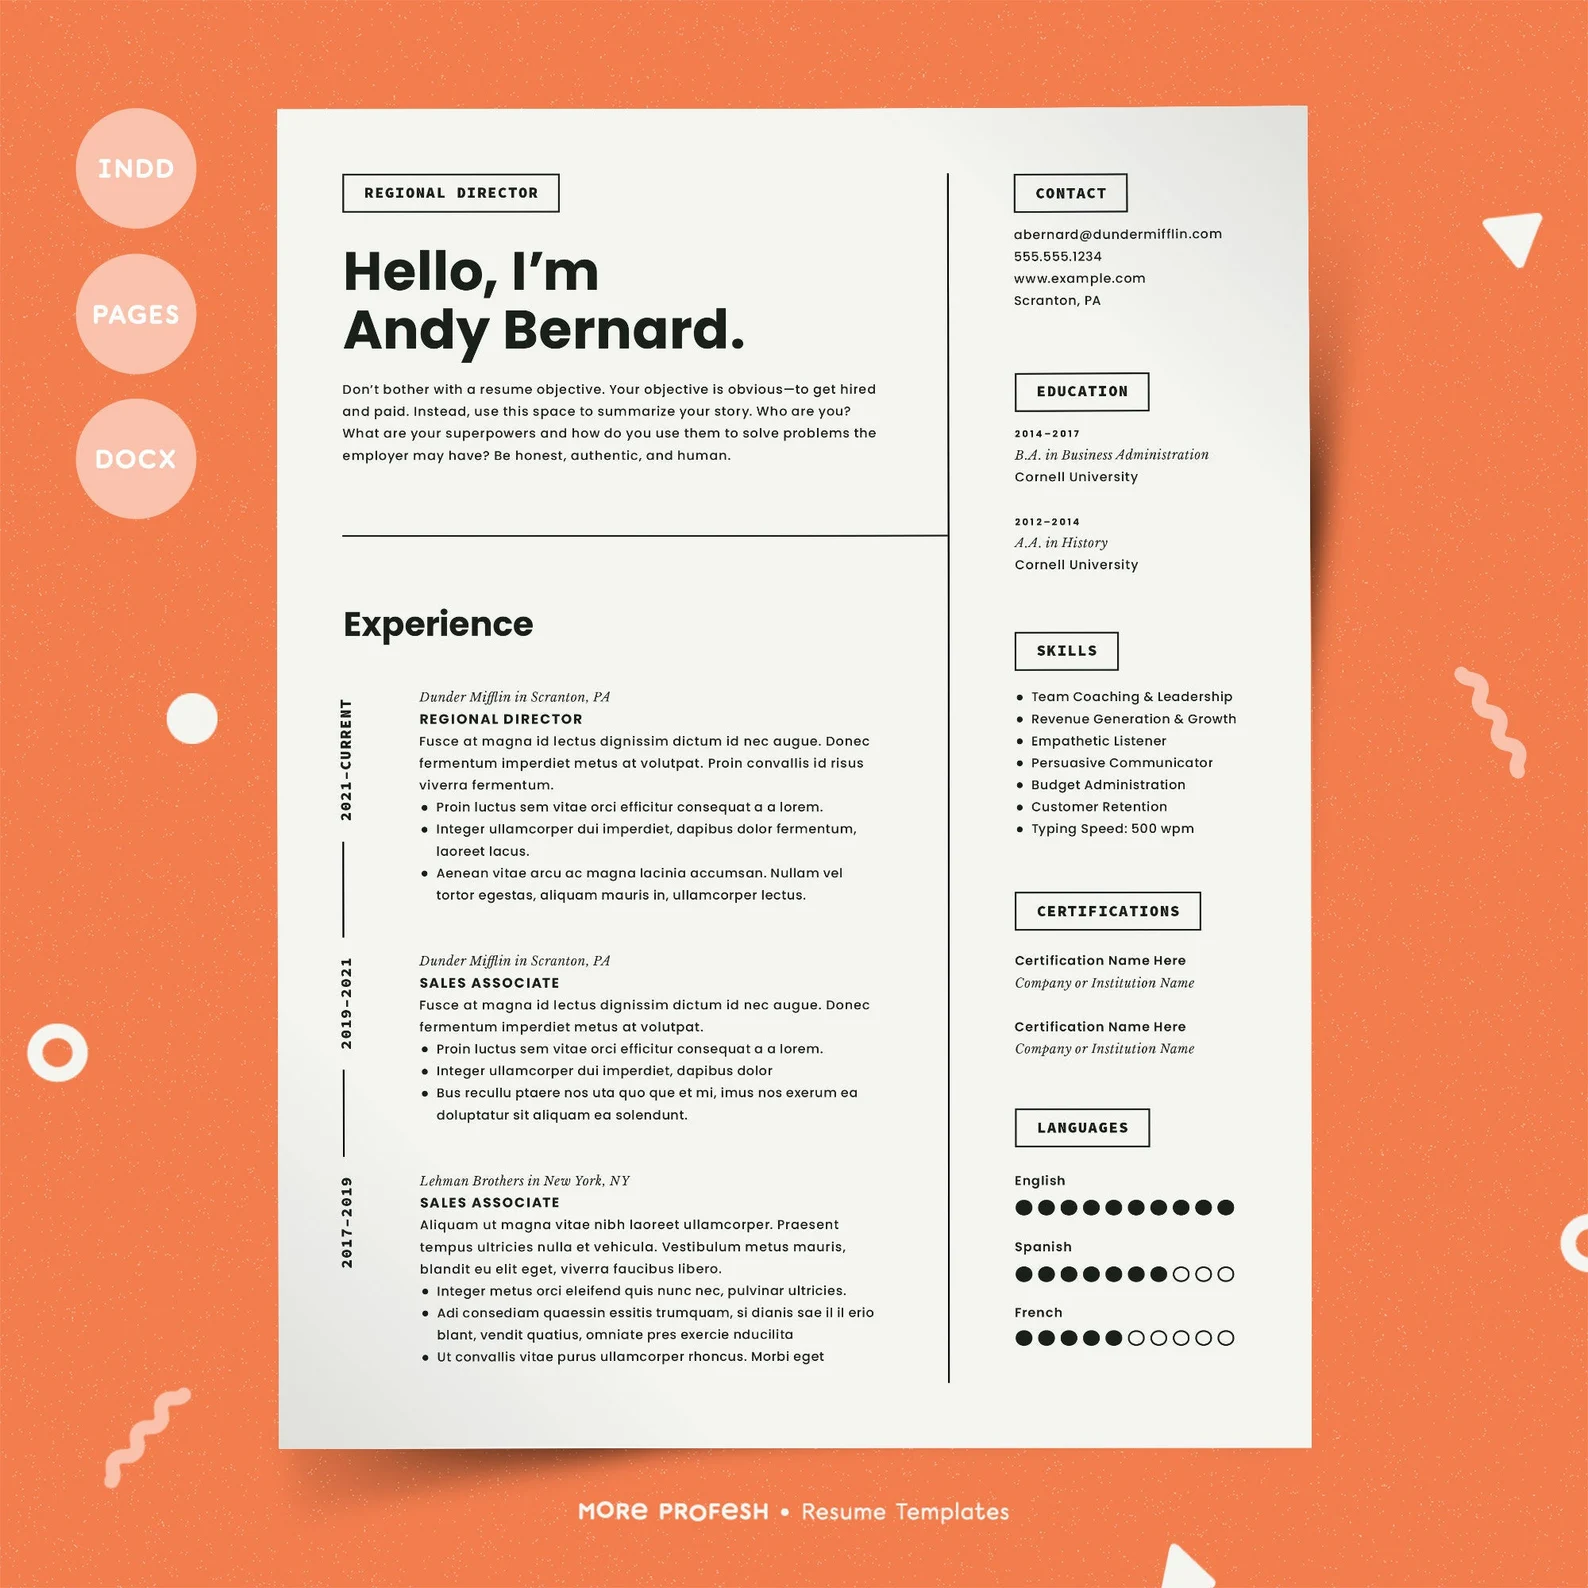 INDD
PAGES
DOCX
REGIONAL DIRECTOR
Hello, I’m
Andy Bernard.
Don’t bother with a resume objective. Your objective is obvious—to get hired
and paid. Instead, use this space to summarize your story. Who are you?
What are your superpowers and how do you use them to solve problems the
employer may have? Be honest, authentic, and human.
Experience
2021–CURRENT
Dunder Mifflin in Scranton, PA
REGIONAL DIRECTOR
Fusce at magna id lectus dignissim dictum id nec augue. Donec
fermentum imperdiet metus at volutpat. Proin convallis id risus
viverra fermentum.
• Proin luctus sem vitae orci efficitur consequat a a lorem.
• Integer ullamcorper dui imperdiet, dapibus dolor fermentum,
laoreet lacus.
• Aenean vitae arcu ac magna lacinia accumsan. Nullam vel
tortor egestas, aliquam mauris in, ullamcorper lectus.
2019–2021
Dunder Mifflin in Scranton, PA
SALES ASSOCIATE
Fusce at magna id lectus dignissim dictum id nec augue. Donec
fermentum imperdiet metus at volutpat.
• Proin luctus sem vitae orci efficitur consequat a a lorem.
• Integer ullamcorper dui imperdiet, dapibus dolor
• Bus recullu ptaere nos uta quo que et mi, imus nos exerum ea
doluptatur sit aliquam ea solendunt.
2017–2019
Lehman Brothers in New York, NY
SALES ASSOCIATE
Aliquam ut magna vitae nibh laoreet ullamcorper. Praesent
tempus ultricies nulla et vehicula. Vestibulum metus mauris,
blandit eu elit eget, viverra faucibus libero.
• Integer metus orci eleifend quis nunc nec, pulvinar ultricies.
• Adi consediam quaessin essitis trumquam, si dianis sae il il erio
blant, vendit quatius, omniate pres exercie nducilita
• Ut convallis vitae purus ullamcorper rhoncus. Morbi eget
CONTACT
abernard@dundermifflin.com
555.555.1234
www.example.com
Scranton, PA
EDUCATION
2014–2017
B.A. in Business Administration
Cornell University
2012–2014
A.A. in History
Cornell University
SKILLS
• Team Coaching & Leadership
• Revenue Generation & Growth
• Empathetic Listener
• Persuasive Communicator
• Budget Administration
• Customer Retention
• Typing Speed: 500 wpm
CERTIFICATIONS
Certification Name Here
Company or Institution Name
Certification Name Here
Company or Institution Name
LANGUAGES
English
Spanish
French
MORE PROFESH • Resume Templates